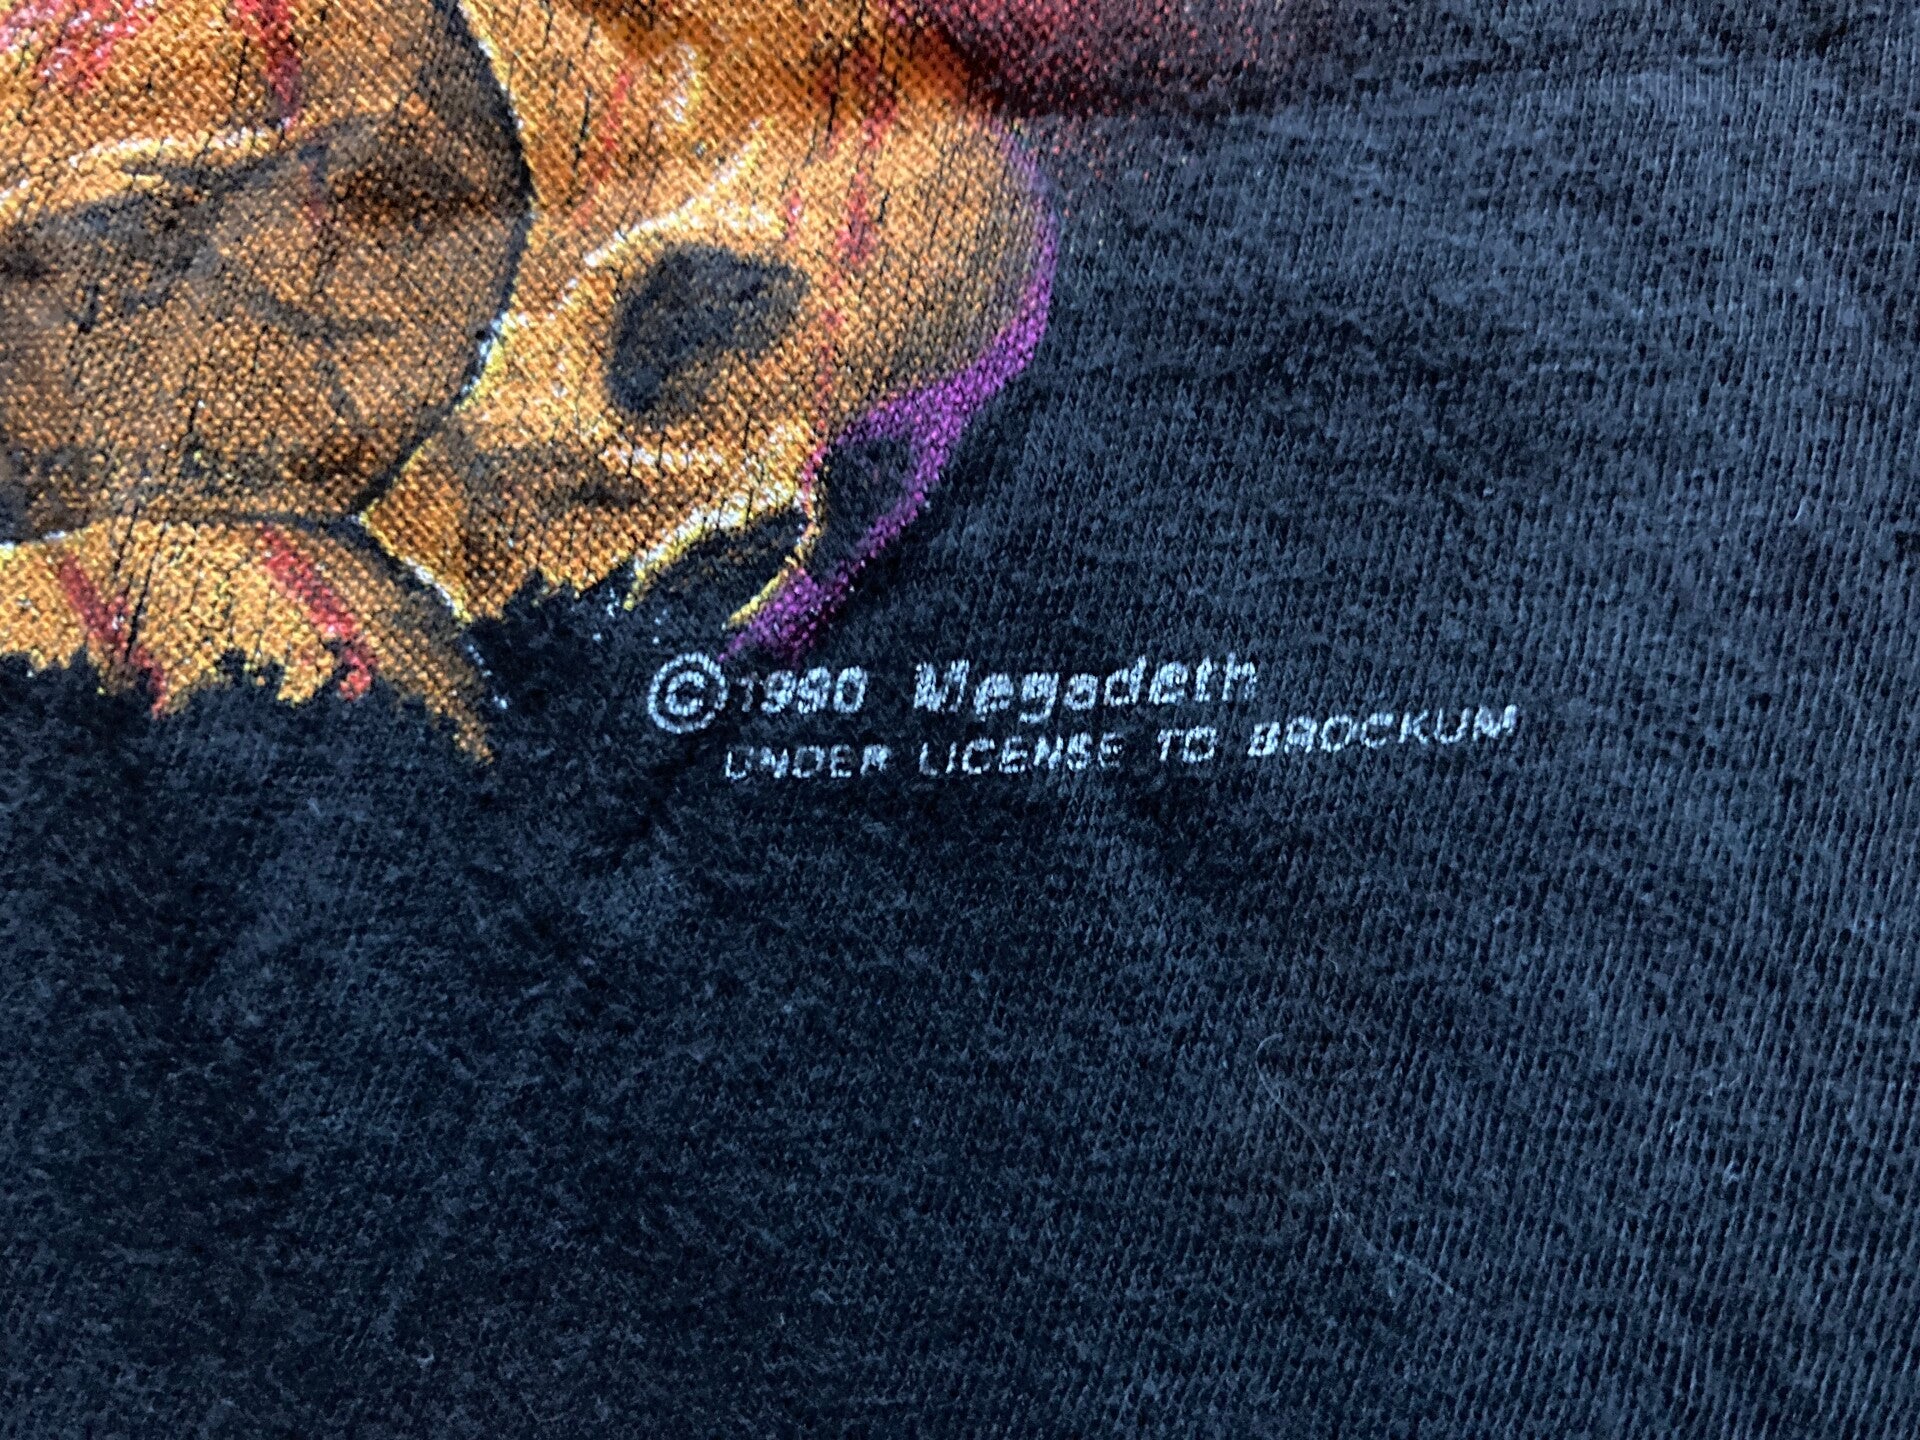 ©1990 Megadeth
UNDER LICENSE TO BROCKUM